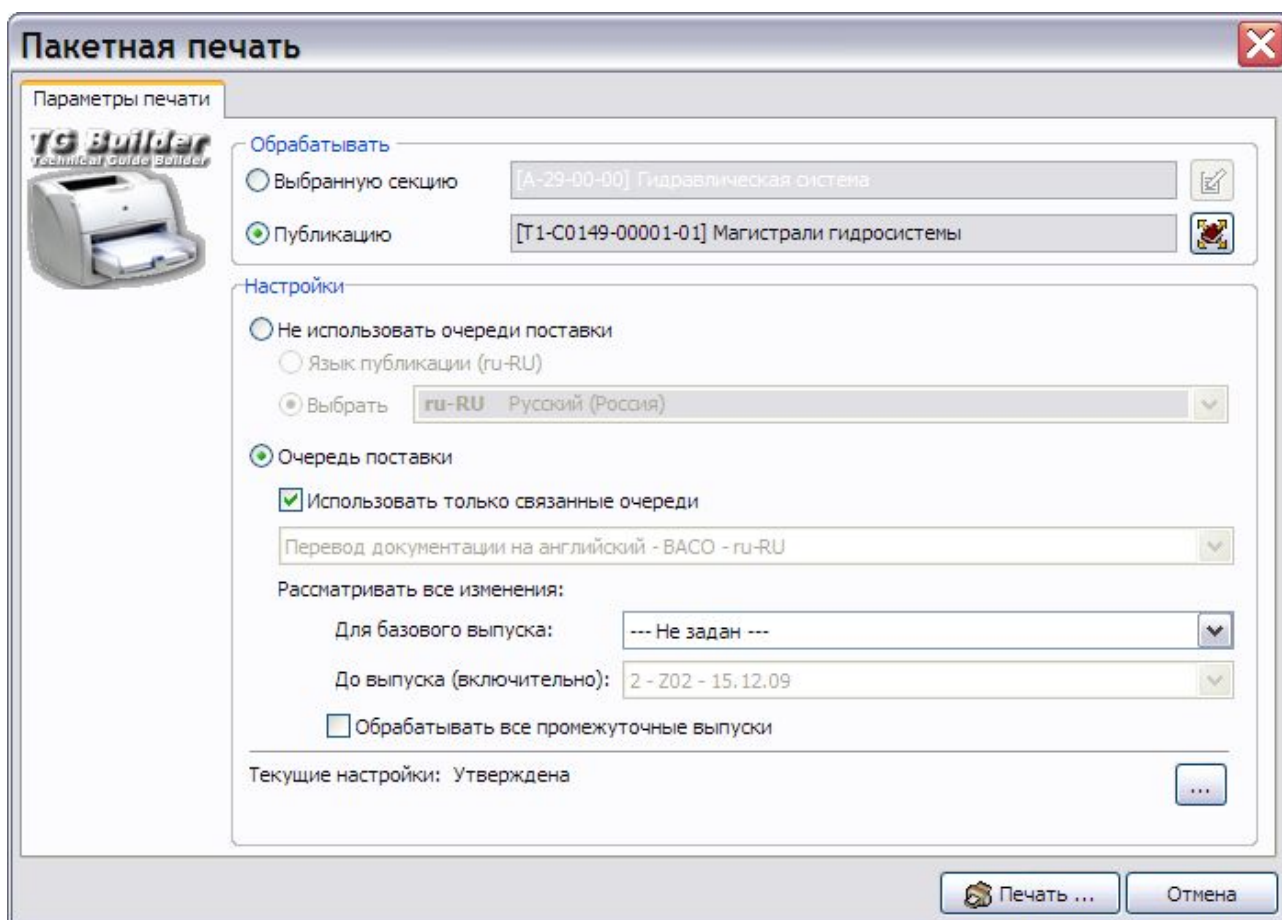 Пакетная печать
Параметры печати
TG Builder
Technical Guide Builder
Обрабатывать
Выбранную секцию
[A-29-00-00] Гидравлическая система
Публикацию
[T1-C0149-00001-01] Магистрали гидросистемы
Настройки
Не использовать очереди поставки
Язык публикации (ru-RU)
Выбрать
ru-RU Русский (Россия)
Очередь поставки
Использовать только связанные очереди
Перевод документации на английский - BACO - ru-RU
Рассматривать все изменения:
Для базового выпуска:
--- Не задан ---
До выпуска (включительно):
2 - Z02 - 15.12.09
Обрабатывать все промежуточные выпуски
Текущие настройки: Утверждена
...
Печать ...
Отмена